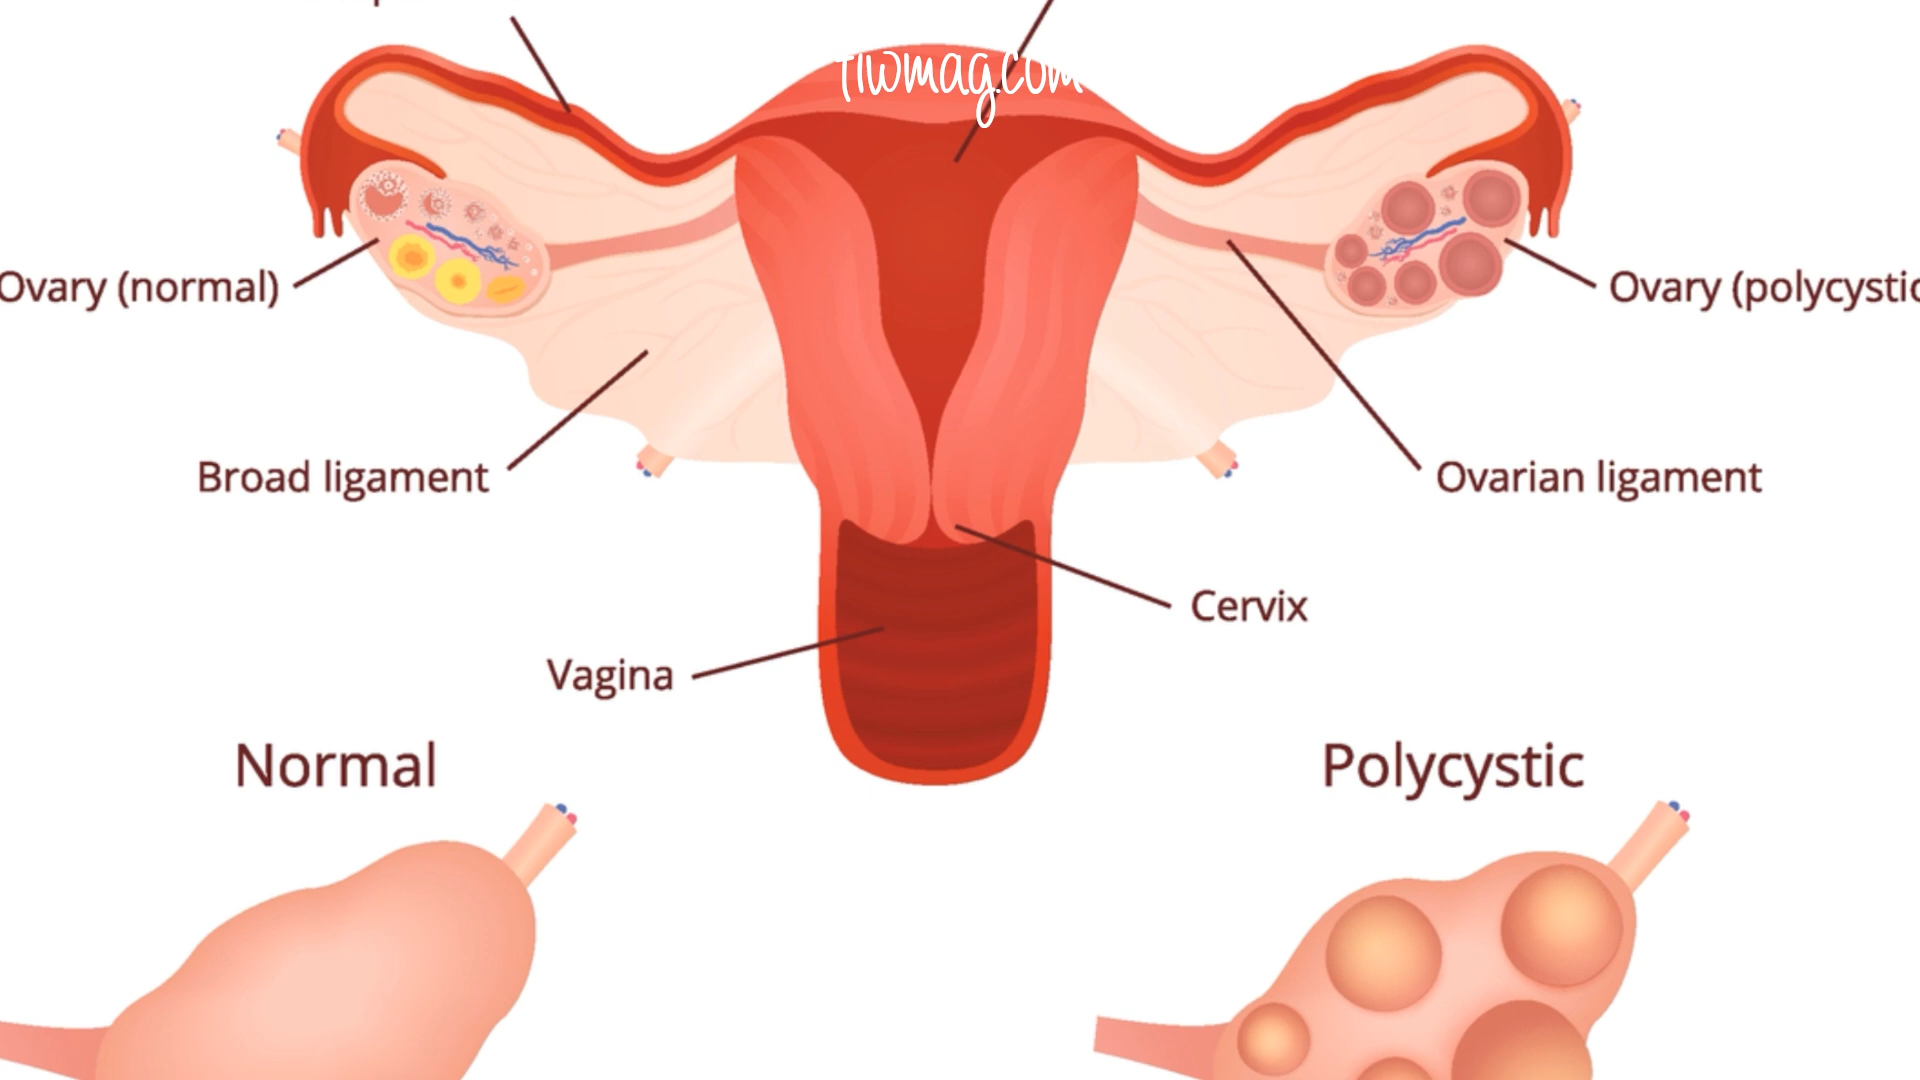 Tiwmag.com
Ovary (normal)
Ovary (polycystic
Broad ligament
Ovarian ligament
Cervix
Vagina
Normal
Polycystic